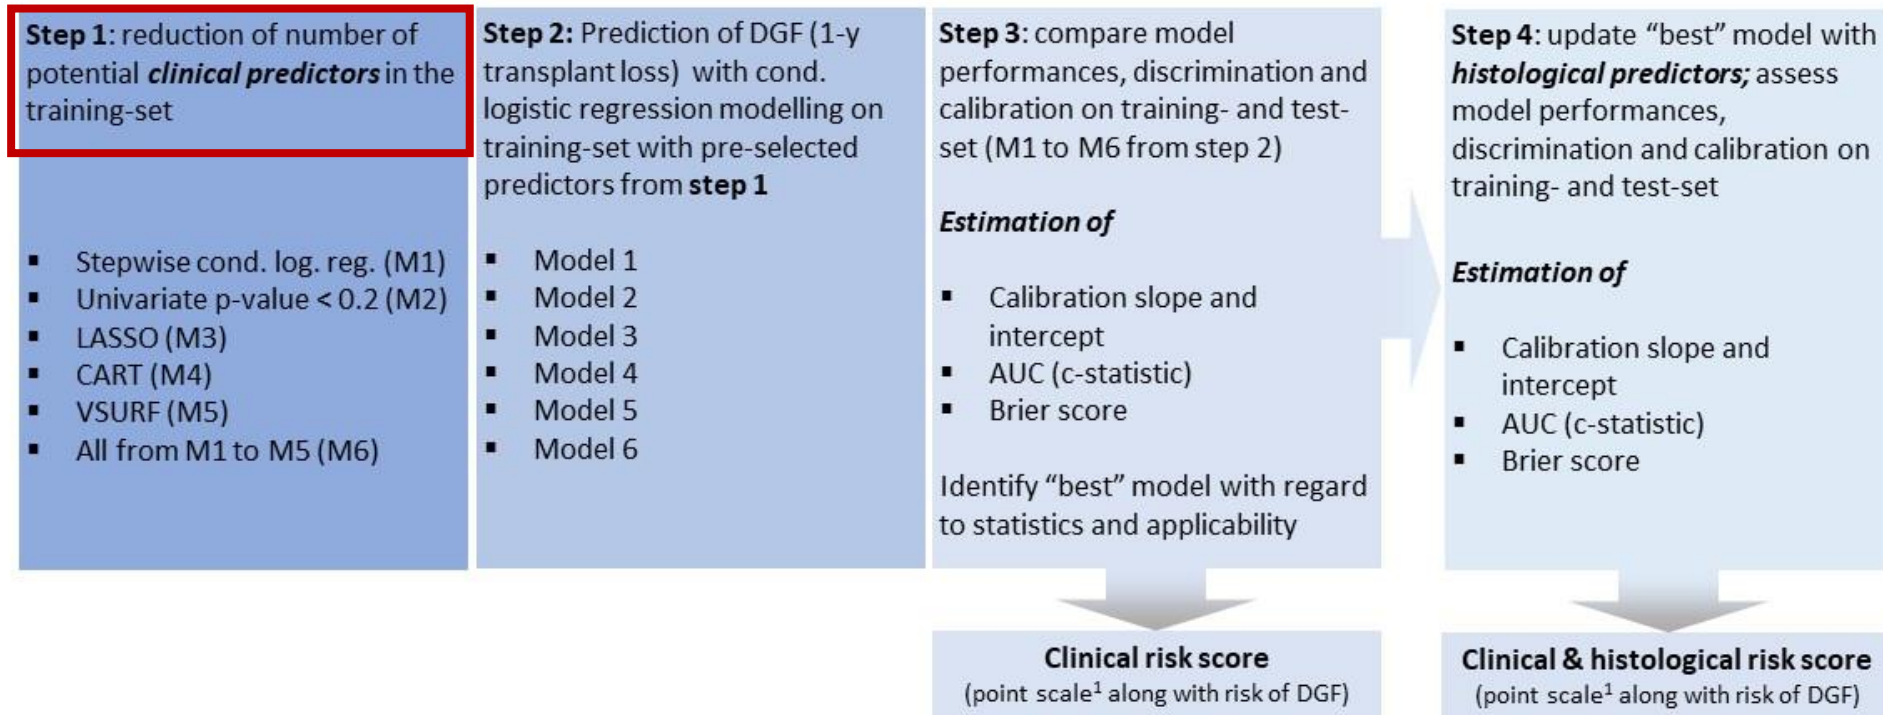 Step 1: reduction of number of
potential clinical predictors in the
training-set
▪ Stepwise cond. log. reg. (M1)
▪ Univariate p-value < 0.2 (M2)
▪ LASSO (M3)
▪ CART (M4)
▪ VSURF (M5)
▪ All from M1 to M5 (M6)
Step 2: Prediction of DGF (1-y
transplant loss) with cond.
logistic regression modelling on
training-set with pre-selected
predictors from step 1
▪ Model 1
▪ Model 2
▪ Model 3
▪ Model 4
▪ Model 5
▪ Model 6
Step 3: compare model
performances, discrimination and
calibration on training- and test-
set (M1 to M6 from step 2)
Estimation of
▪ Calibration slope and
intercept
▪ AUC (c-statistic)
▪ Brier score
Identify “best” model with regard
to statistics and applicability
Clinical risk score
(point scale¹ along with risk of DGF)
Step 4: update “best” model with
histological predictors; assess
model performances,
discrimination and calibration on
training- and test-set
Estimation of
▪ Calibration slope and
intercept
▪ AUC (c-statistic)
▪ Brier score
Clinical & histological risk score
(point scale¹ along with risk of DGF)